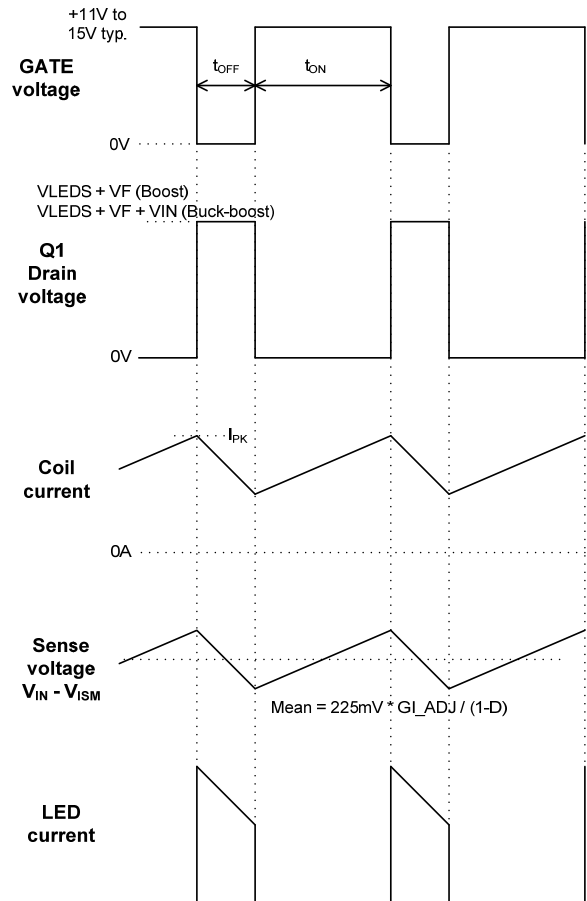 +11V to
15V typ.
GATE
voltage
tOFF
tON
0V
VLEDS + VF (Boost)
VLEDS + VF + VIN (Buck-boost)
Q1
Drain
voltage
0V
IPK
Coil
current
0A
Sense
voltage
VIN - VISM
Mean = 225mV * GI_ADJ / (1-D)
LED
current